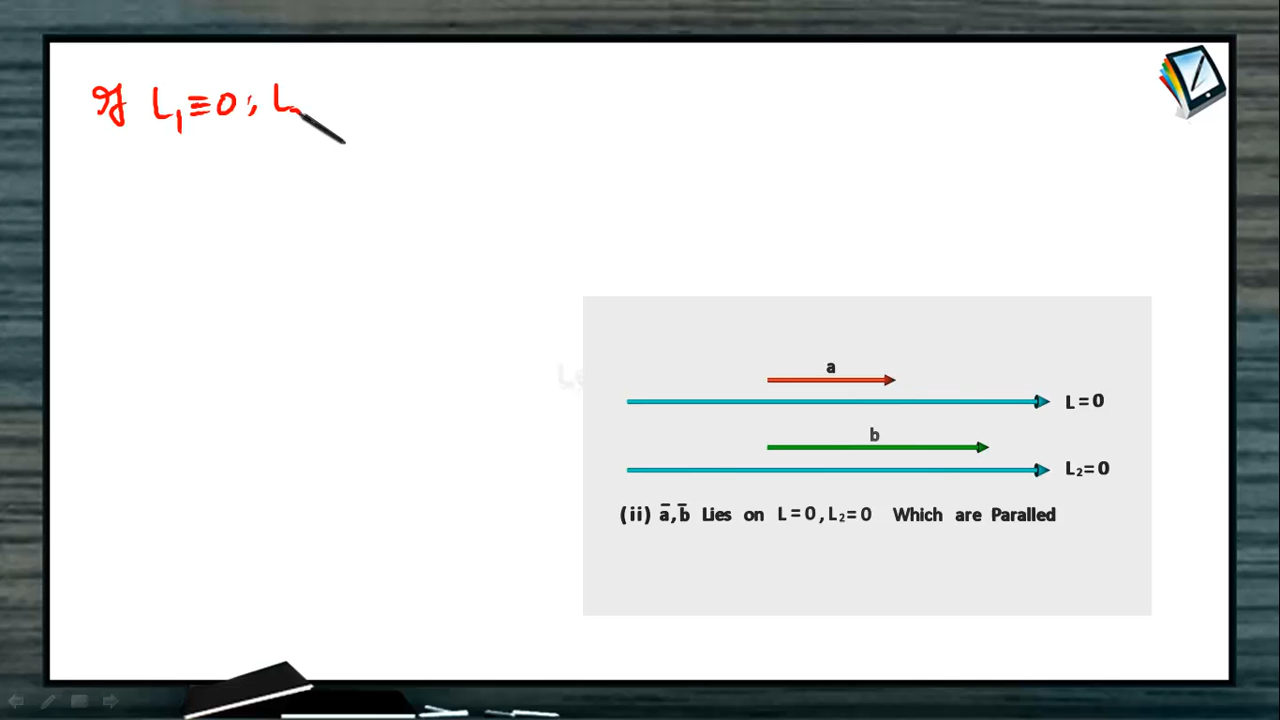 If L₁≡0; L
a
L=0
b
L₂=0
(ii) a̅, b̅ Lies on L=0, L₂=0 Which are Paralled